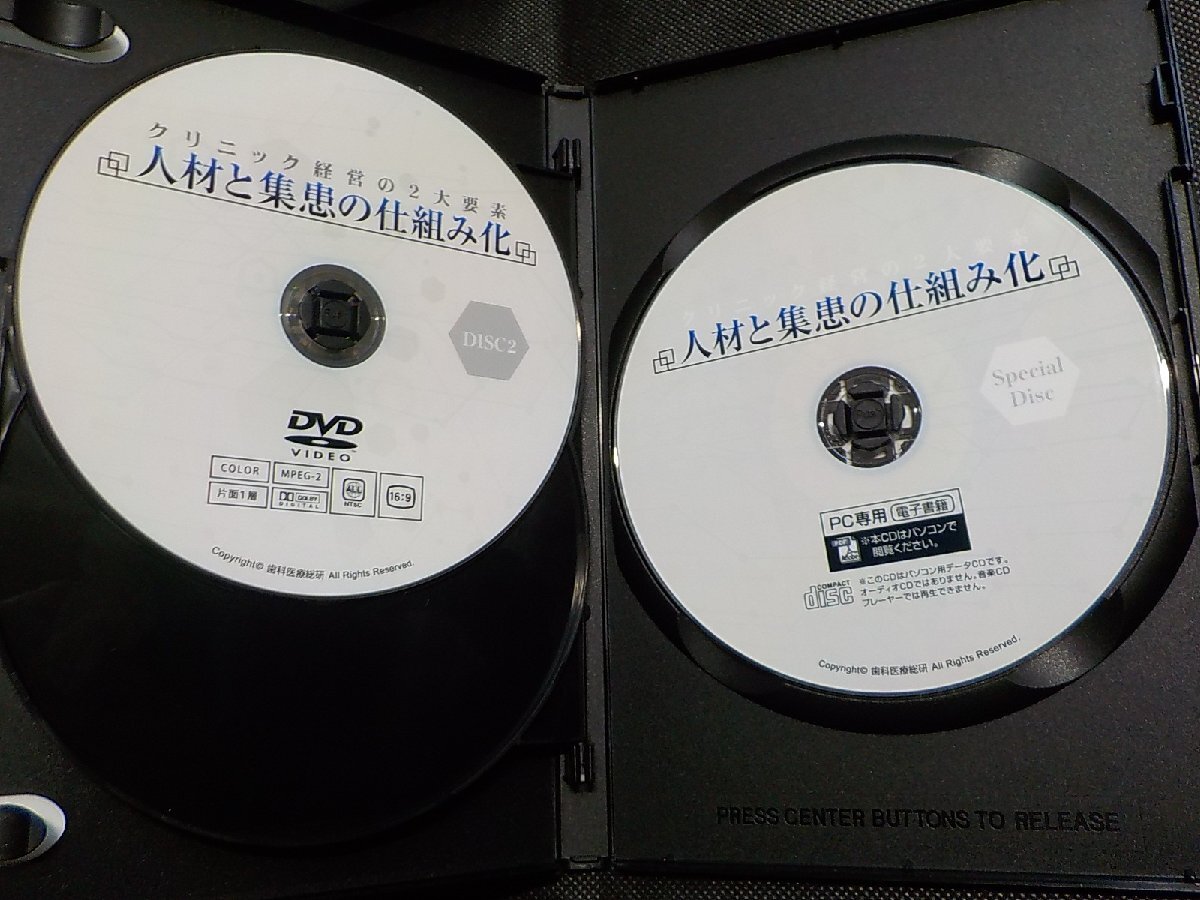 クリニック経営の2大要素
人材と集患の仕組み化
DISC2
DVD
VIDEO
COLOR
MPEG-2
片面1層
DOLBY
DIGITAL
ALL
NTSC
16:9
Copyright© 歯科医療総研 All Rights Reserved.
クリニック経営の2大要素
人材と集患の仕組み化
Special
Disc
PC専用 電子書籍
※本CDはパソコンで
閲覧ください。
COMPACT
disc
※このCDはパソコン用データCDです。
オーディオCDではありません。音楽CD
プレーヤーでは再生できません。
Copyright© 歯科医療総研 All Rights Reserved.
PRESS CENTER BUTTONS TO RELEASE